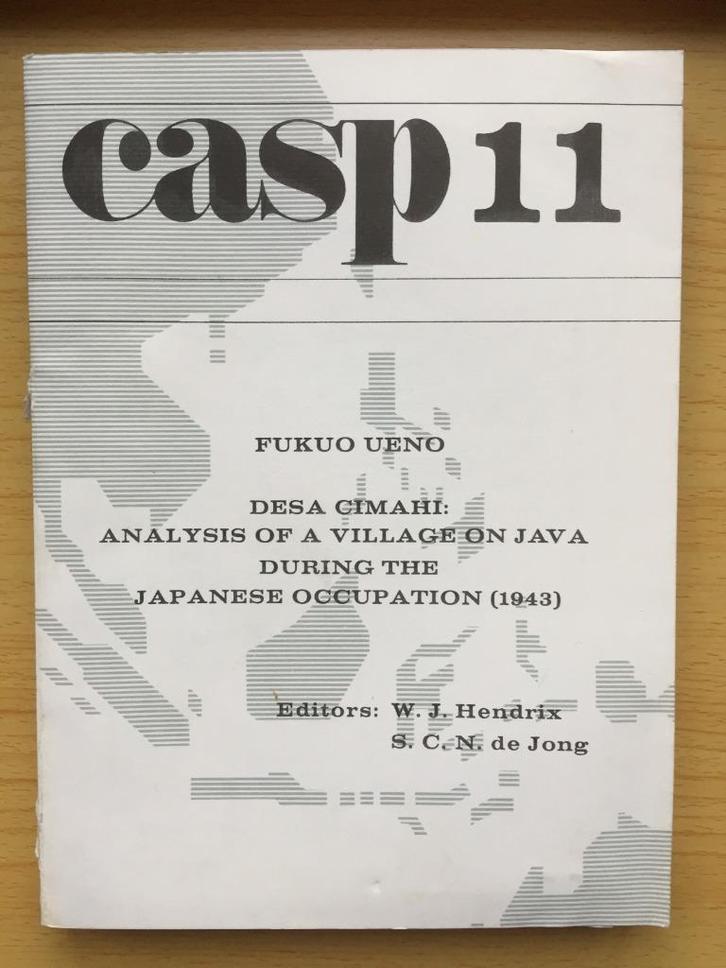 casp 11
FUKUO UENO
DESA CIMAHI:
ANALYSIS OF A VILLAGE ON JAVA
DURING THE
JAPANESE OCCUPATION (1943)
Editors: W. J. Hendrix
S. C. N. de Jong